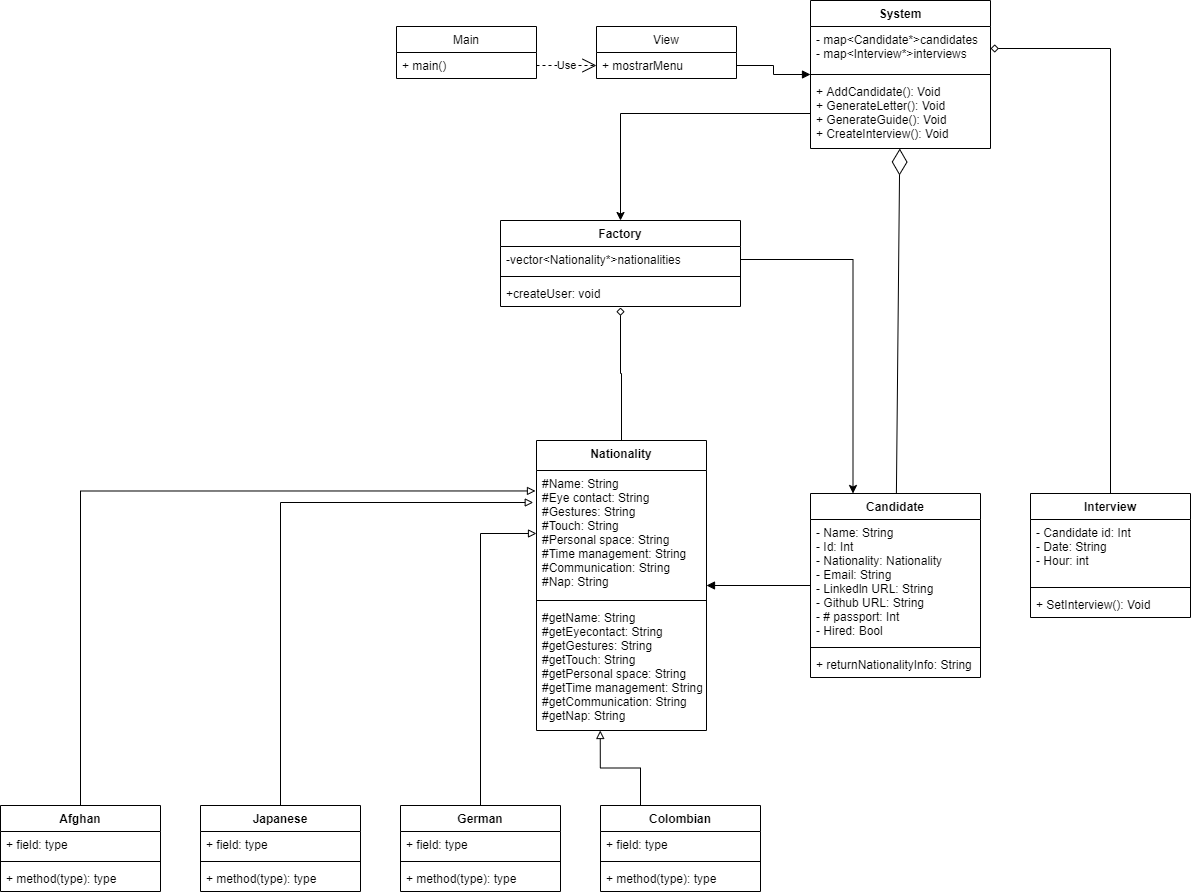 System
- map<Candidate*>candidates
- map<Interview*>interviews
+ AddCandidate(): Void
+ GenerateLetter(): Void
+ GenerateGuide(): Void
+ CreateInterview(): Void
Main
+ main()
Use
View
+ mostrarMenu
Factory
-vector<Nationality*>nationalities
+createUser: void
Nationality
#Name: String
#Eye contact: String
#Gestures: String
#Touch: String
#Personal space: String
#Time management: String
#Communication: String
#Nap: String
#getName: String
#getEyecontact: String
#getGestures: String
#getTouch: String
#getPersonal space: String
#getTime management: String
#getCommunication: String
#getNap: String
Candidate
- Name: String
- Id: Int
- Nationality: Nationality
- Email: String
- LinkedIn URL: String
- Github URL: String
- # passport: Int
- Hired: Bool
+ returnNationalityInfo: String
Interview
- Candidate id: Int
- Date: String
- Hour: int
+ SetInterview(): Void
Afghan
+ field: type
+ method(type): type
Japanese
+ field: type
+ method(type): type
German
+ field: type
+ method(type): type
Colombian
+ field: type
+ method(type): type